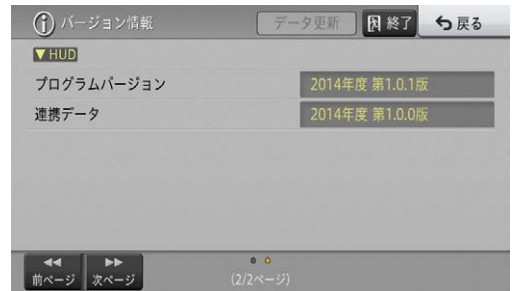 バージョン情報
データ更新
終了
戻る
▼HUD
プログラムバージョン 2014年度 第1.0.1版
連携データ 2014年度 第1.0.0版
前ページ
次ページ
(2/2ページ)